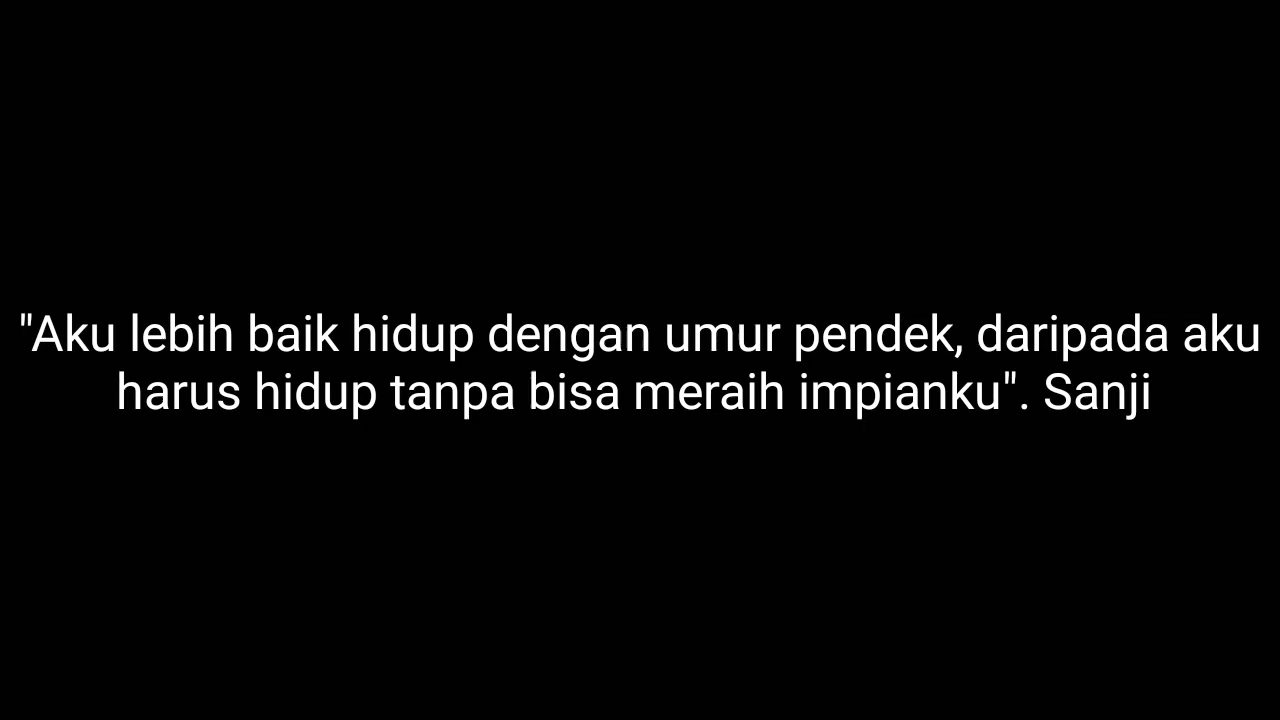 "Aku lebih baik hidup dengan umur pendek, daripada aku
harus hidup tanpa bisa meraih impianku". Sanji